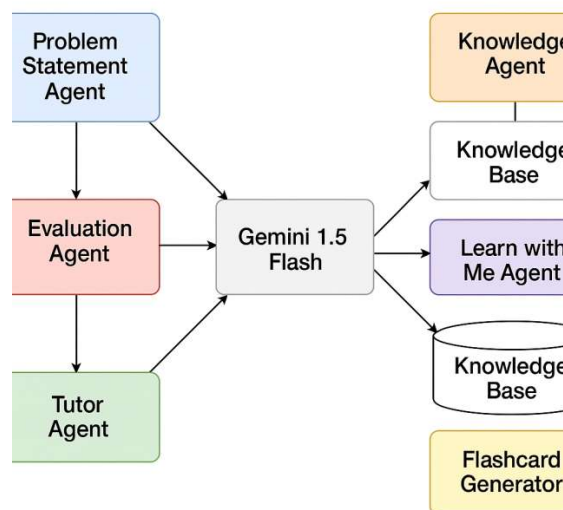 Problem
Statement
Agent
Evaluation
Agent
Tutor
Agent
Gemini 1.5
Flash
Knowledge
Agent
Knowledge
Base
Learn with
Me Agent
Knowledge
Base
Flashcard
Generator